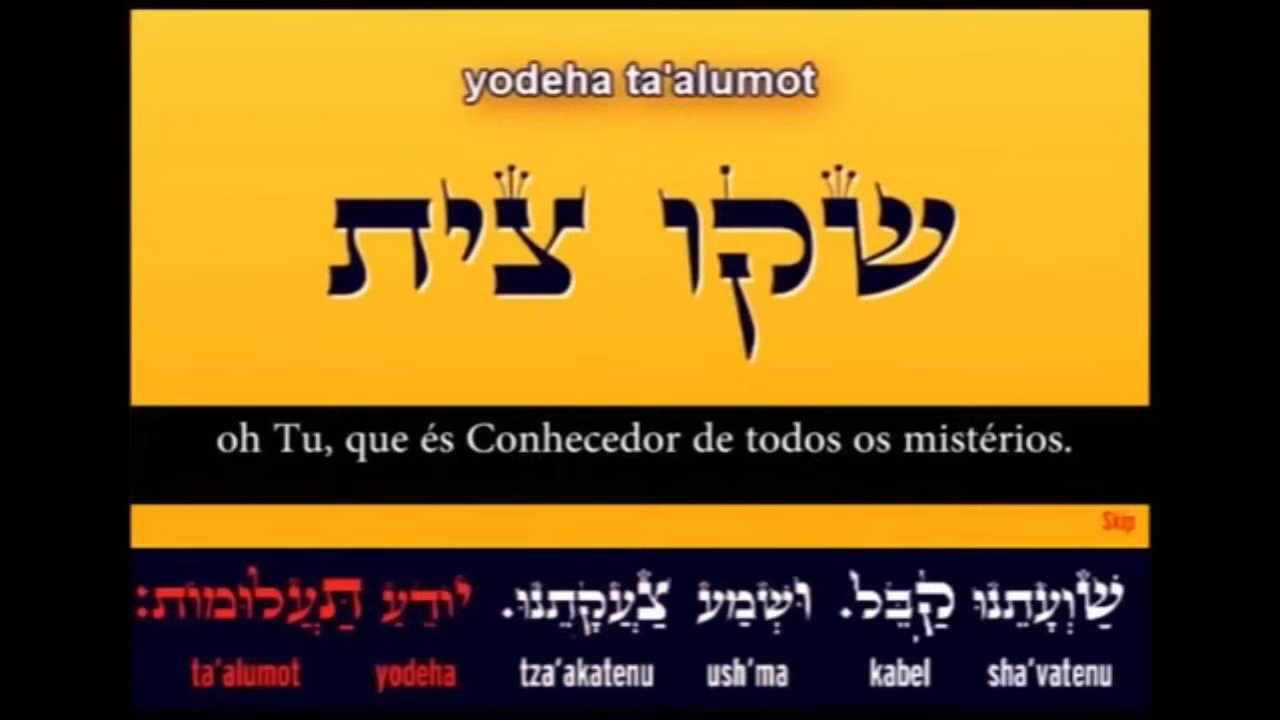 yodeha ta'alumot
שקו צית
oh Tu, que és Conhecedor de todos os mistérios.
Skip
שַׁוְעָתֵנוּ קַבֵּל. וּשְׁמַע צַעֲקָתֵנוּ. יוֹדֵעַ תַּעֲלוּמוֹת:
ta'alumot yodeha tza'akatenu ush'ma kabel sha'vatenu